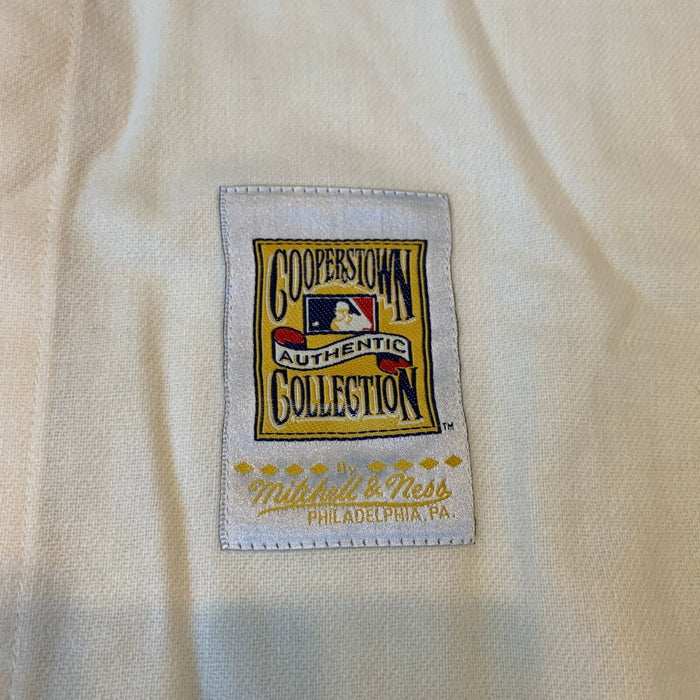 COOPERSTOWN
AUTHENTIC
COLLECTION
TM
By
Mitchell & Ness
PHILADELPHIA, PA.